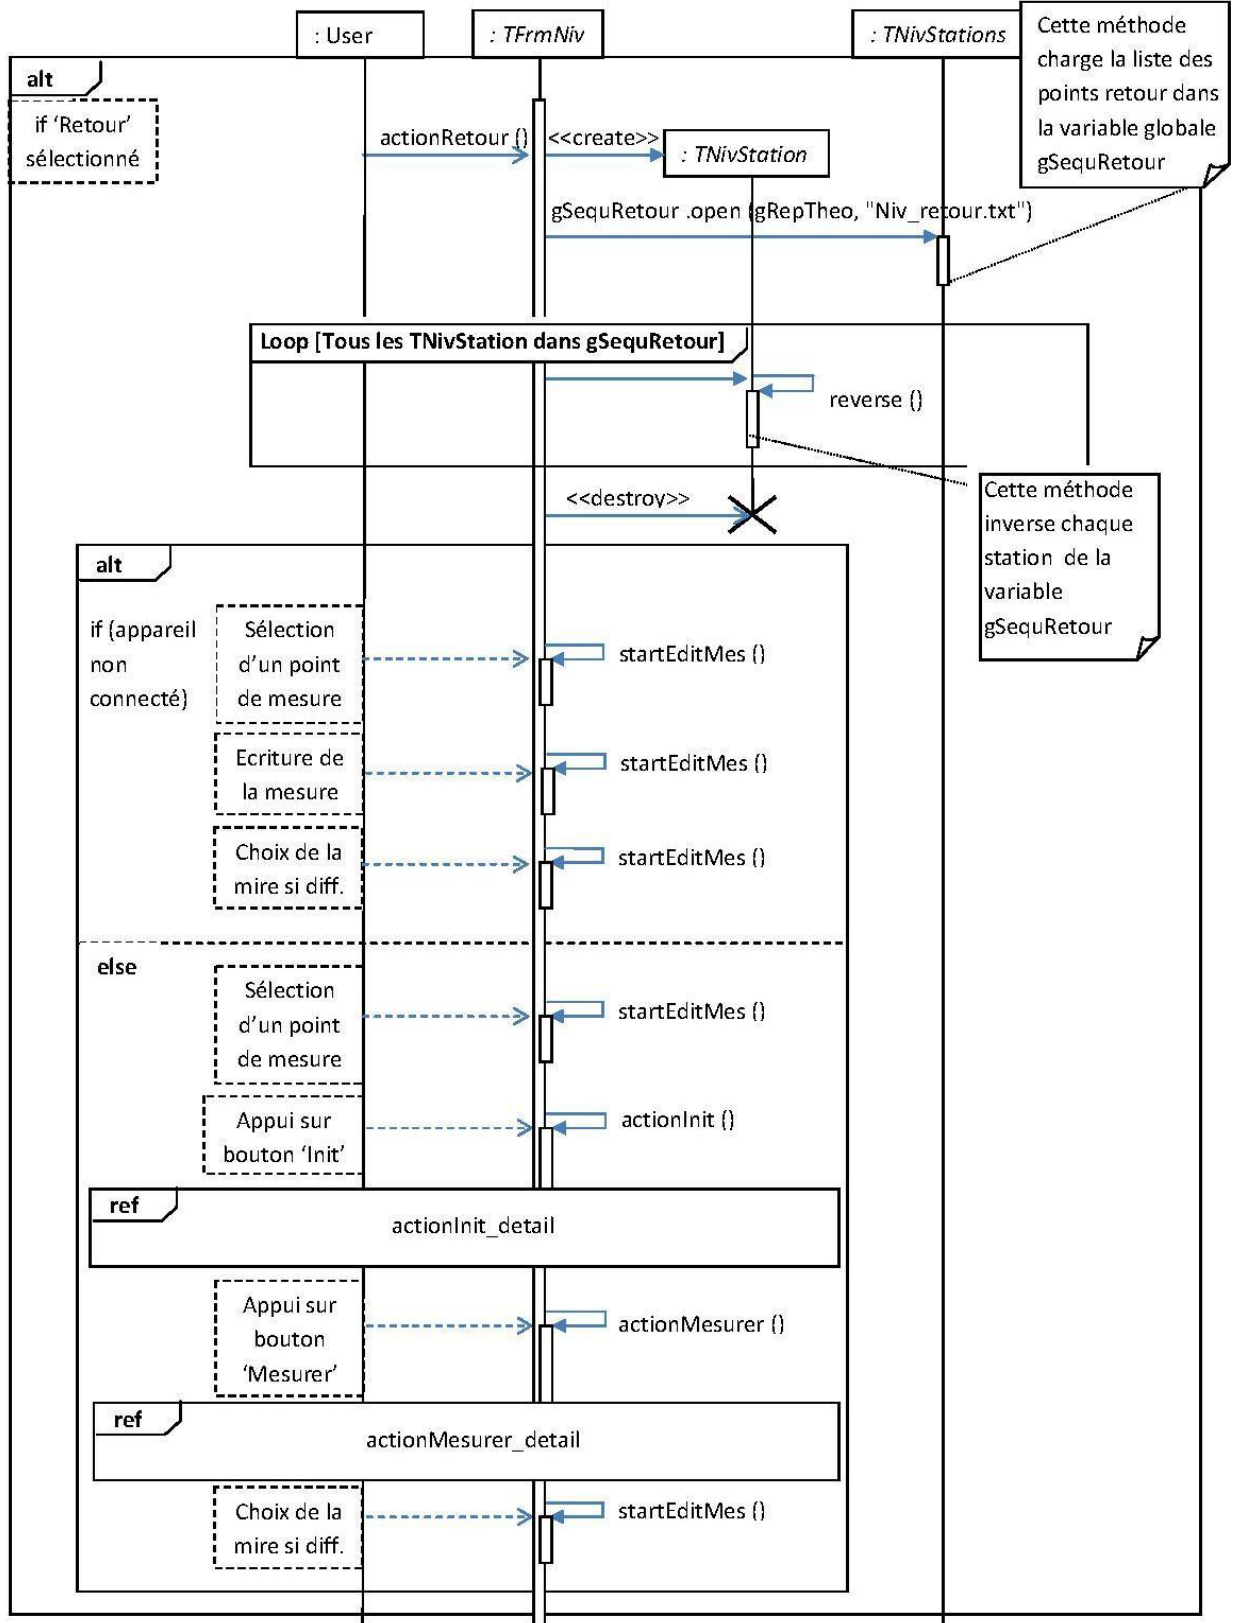 : User
: TFrmNiv
: TNivStations
Cette méthode
charge la liste des
points retour dans
la variable globale
gSequRetour
alt
if ‘Retour’
sélectionné
actionRetour ()
<<create>>
: TNivStation
gSequRetour .open (gRepTheo, "Niv_retour.txt")
Loop [Tous les TNivStation dans gSequRetour]
reverse ()
<<destroy>>
Cette méthode
inverse chaque
station de la
variable
gSequRetour
alt
if (appareil
non
connecté)
Sélection
d’un point
de mesure
startEditMes ()
Ecriture de
la mesure
startEditMes ()
Choix de la
mire si diff.
startEditMes ()
else
Sélection
d’un point
de mesure
startEditMes ()
Appui sur
bouton ‘Init’
actionInit ()
ref
actionInit_detail
Appui sur
bouton
‘Mesurer’
actionMesurer ()
ref
actionMesurer_detail
Choix de la
mire si diff.
startEditMes ()